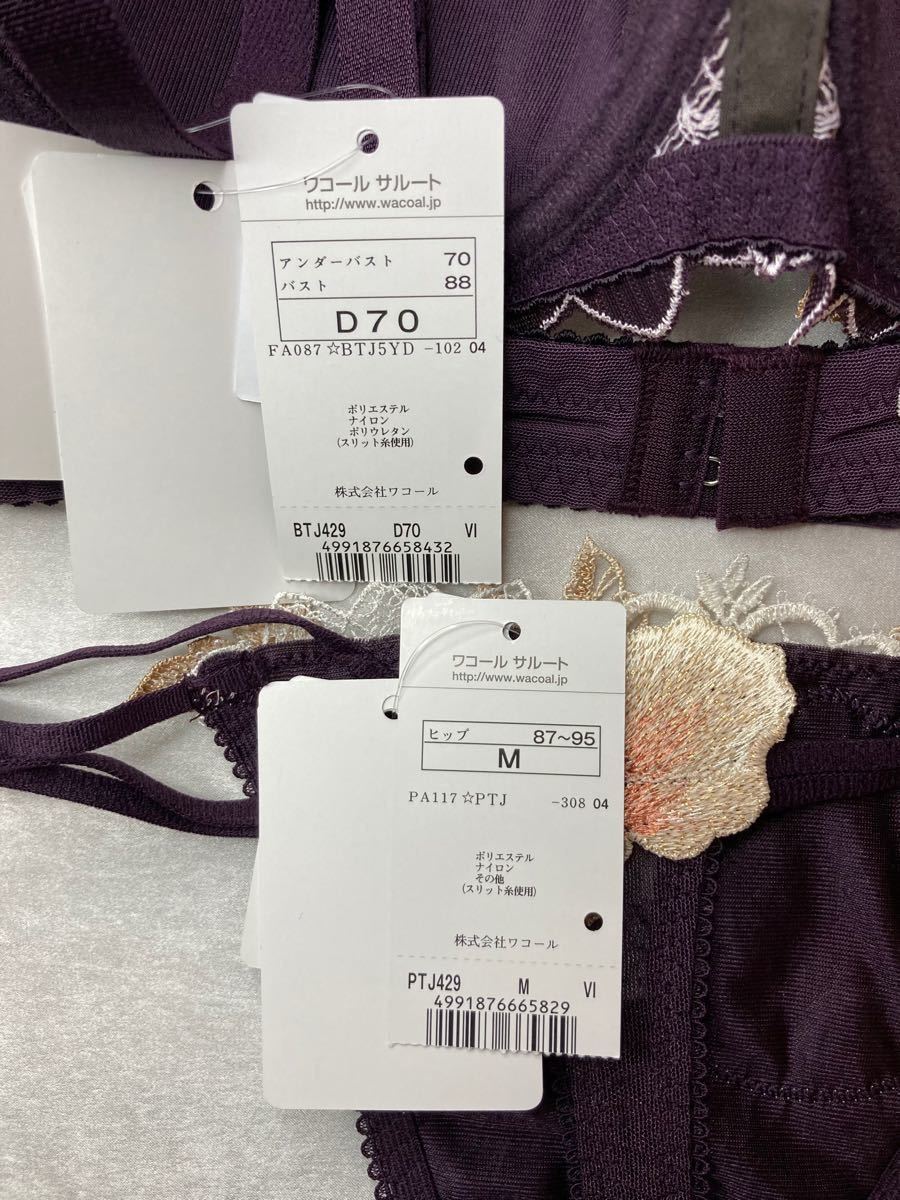 ワコール サルート
http://www.wacoal.jp
アンダーバスト 70
バスト 88
D70
FA087☆BTJ5YD -102 04
ポリエステル
ナイロン
ポリウレタン
(スリット糸使用)
株式会社ワコール
BTJ429 D70 VI
4991876658432
ワコール サルート
http://www.wacoal.jp
ヒップ 87~95
M
PA117☆PTJ -308 04
ポリエステル
ナイロン
その他
(スリット糸使用)
株式会社ワコール
PTJ429 M VI
4991876665829